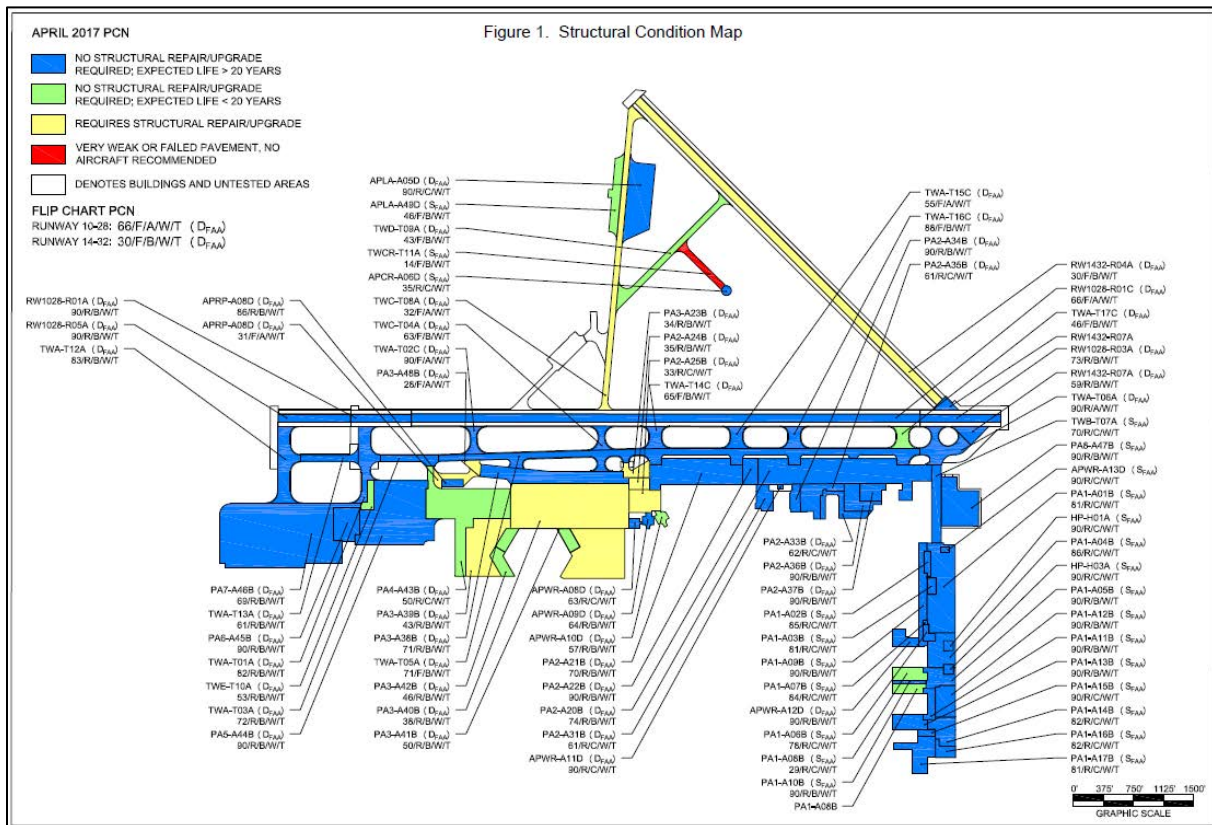 Figure 1. Structural Condition Map
APRIL 2017 PCN
NO STRUCTURAL REPAIR/UPGRADE
REQUIRED; EXPECTED LIFE > 20 YEARS
NO STRUCTURAL REPAIR/UPGRADE
REQUIRED; EXPECTED LIFE < 20 YEARS
REQUIRES STRUCTURAL REPAIR/UPGRADE
VERY WEAK OR FAILED PAVEMENT, NO
AIRCRAFT RECOMMENDED
DENOTES BUILDINGS AND UNTESTED AREAS
FLIP CHART PCN
RUNWAY 10-28: 66/F/A/W/T (DFAA)
RUNWAY 14-32: 30/F/B/W/T (DFAA)
RW1028-R01A (DFAA)
90/R/B/W/T
RW1028-R05A (DFAA)
90/R/B/W/T
TWA-T12A (DFAA)
83/R/B/W/T
APRP-A08D (DFAA)
86/R/B/W/T
APRP-A08D (DFAA)
31/F/A/W/T
APLA-A05D (DFAA)
90/R/C/W/T
APLA-A49D (SFAA)
46/F/B/W/T
TWD-T09A (DFAA)
43/F/B/W/T
TWCR-T11A (SFAA)
14/F/B/W/T
APCR-A06D (SFAA)
35/R/C/W/T
TWC-T08A (DFAA)
32/F/A/W/T
TWC-T04A (DFAA)
63/F/B/W/T
TWA-T02C (DFAA)
90/F/A/W/T
PA3-A48B (DFAA)
26/F/A/W/T
PA3-A23B (DFAA)
34/R/B/W/T
PA2-A24B (DFAA)
35/R/B/W/T
PA2-A25B (DFAA)
33/R/C/W/T
TWA-T14C (DFAA)
65/F/B/W/T
TWA-T15C (DFAA)
55/F/A/W/T
TWA-T16C (DFAA)
88/F/B/W/T
PA2-A34B (DFAA)
90/R/B/W/T
PA2-A35B (DFAA)
61/R/C/W/T
RW1432-R04A (DFAA)
30/F/B/W/T
RW1028-R01C (DFAA)
66/F/A/W/T
TWA-T17C (DFAA)
46/F/B/W/T
RW1432-R07A
RW1028-R03A (DFAA)
73/R/B/W/T
RW1432-R07A (DFAA)
59/R/B/W/T
TWA-T06A (DFAA)
90/R/A/W/T
TWB-T07A (SFAA)
70/R/C/W/T
PA8-A47B (SFAA)
90/R/B/W/T
APWR-A13D (SFAA)
90/R/C/W/T
PA1-A01B (SFAA)
81/R/C/W/T
HP-H01A (SFAA)
90/R/C/W/T
PA1-A04B (SFAA)
86/R/C/W/T
HP-H03A (SFAA)
90/R/C/W/T
PA1-A05B (SFAA)
90/R/B/W/T
PA1-A12B (SFAA)
90/R/B/W/T
PA1-A11B (SFAA)
90/R/B/W/T
PA1-A13B (SFAA)
90/R/B/W/T
PA1-A15B (SFAA)
90/R/C/W/T
PA1-A14B (SFAA)
82/R/C/W/T
PA1-A16B (SFAA)
82/R/C/W/T
PA1-A17B (SFAA)
81/R/C/W/T
PA7-A46B (DFAA)
69/R/B/W/T
TWA-T13A (DFAA)
61/R/B/W/T
PA6-A45B (DFAA)
90/R/B/W/T
TWA-T01A (DFAA)
82/R/B/W/T
TWE-T10A (DFAA)
53/R/B/W/T
TWA-T03A (DFAA)
72/R/B/W/T
PA5-A44B (DFAA)
90/R/B/W/T
PA4-A43B (DFAA)
50/R/C/W/T
PA3-A39B (DFAA)
43/R/B/W/T
PA3-A38B (DFAA)
71/R/B/W/T
TWA-T05A (DFAA)
71/F/B/W/T
PA3-A42B (DFAA)
46/R/B/W/T
PA3-A40B (DFAA)
38/R/B/W/T
PA3-A41B (DFAA)
50/R/B/W/T
APWR-A08D (DFAA)
63/R/C/W/T
APWR-A09D (DFAA)
64/R/B/W/T
APWR-A10D (DFAA)
57/R/B/W/T
PA2-A21B (DFAA)
70/R/B/W/T
PA2-A22B (DFAA)
90/R/B/W/T
PA2-A20B (DFAA)
74/R/B/W/T
PA2-A31B (DFAA)
61/R/C/W/T
APWR-A11D (DFAA)
90/R/C/W/T
PA2-A33B (DFAA)
62/R/C/W/T
PA2-A36B (DFAA)
90/R/B/W/T
PA2-A37B (DFAA)
90/R/B/W/T
PA1-A02B (SFAA)
85/R/C/W/T
PA1-A03B (SFAA)
81/R/C/W/T
PA1-A09B (SFAA)
90/R/B/W/T
PA1-A07B (SFAA)
84/R/C/W/T
APWR-A12D (SFAA)
90/R/B/W/T
PA1-A06B (SFAA)
78/R/C/W/T
PA1-A08B (SFAA)
29/R/B/W/T
PA1-A10B (SFAA)
90/R/B/W/T
PA1-A08B
0' 375' 750' 1125' 1500'
GRAPHIC SCALE